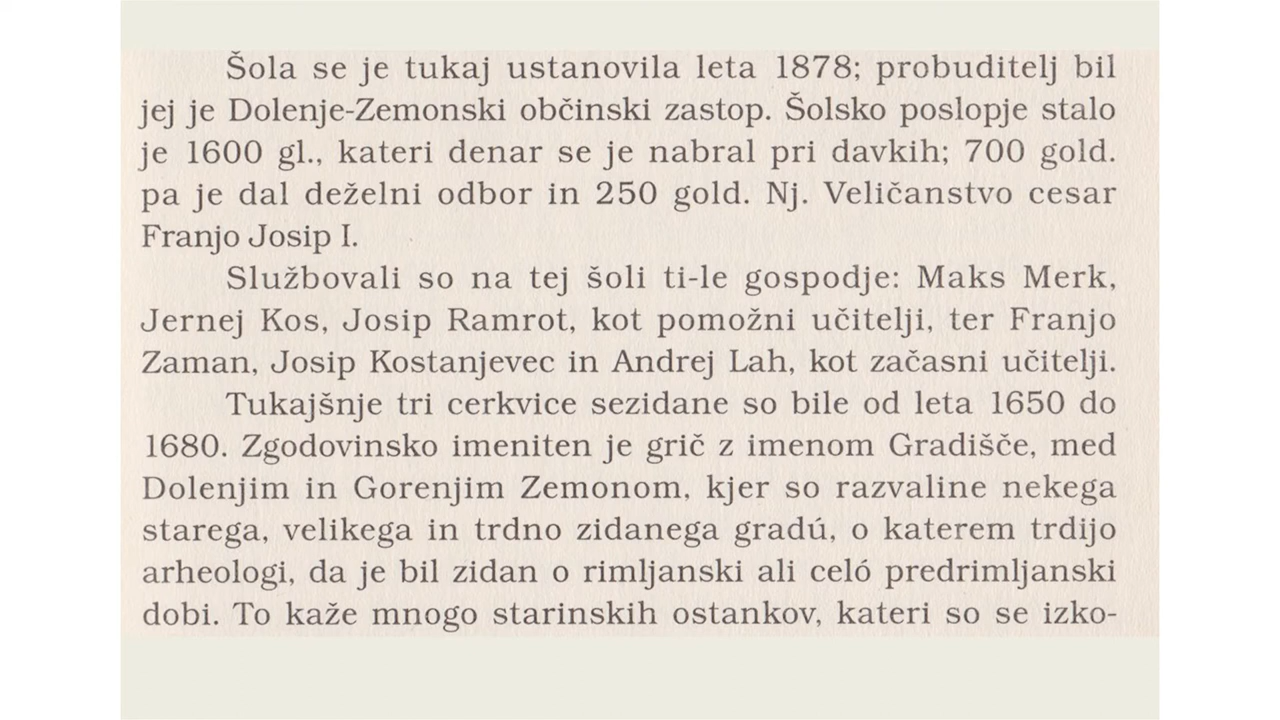 Šola se je tukaj ustanovila leta 1878; probuditelj bil
jej je Dolenje-Zemonski občinski zastop. Šolsko poslopje stalo
je 1600 gl., kateri denar se je nabral pri davkih; 700 gold.
pa je dal deželni odbor in 250 gold. Nj. Veličanstvo cesar
Franjo Josip I.
Službovali so na tej šoli ti-le gospodje: Maks Merk,
Jernej Kos, Josip Ramrot, kot pomožni učitelji, ter Franjo
Zaman, Josip Kostanjevec in Andrej Lah, kot začasni učitelji.
Tukajšnje tri cerkvice sezidane so bile od leta 1650 do
1680. Zgodovinsko imeniten je grič z imenom Gradišče, med
Dolenjim in Gorenjim Zemonom, kjer so razvaline nekega
starega, velikega in trdno zidanega gradú, o katerem trdijo
arheologi, da je bil zidan o rimljanski ali celó predrimljanski
dobi. To kaže mnogo starinskih ostankov, kateri so se izko-